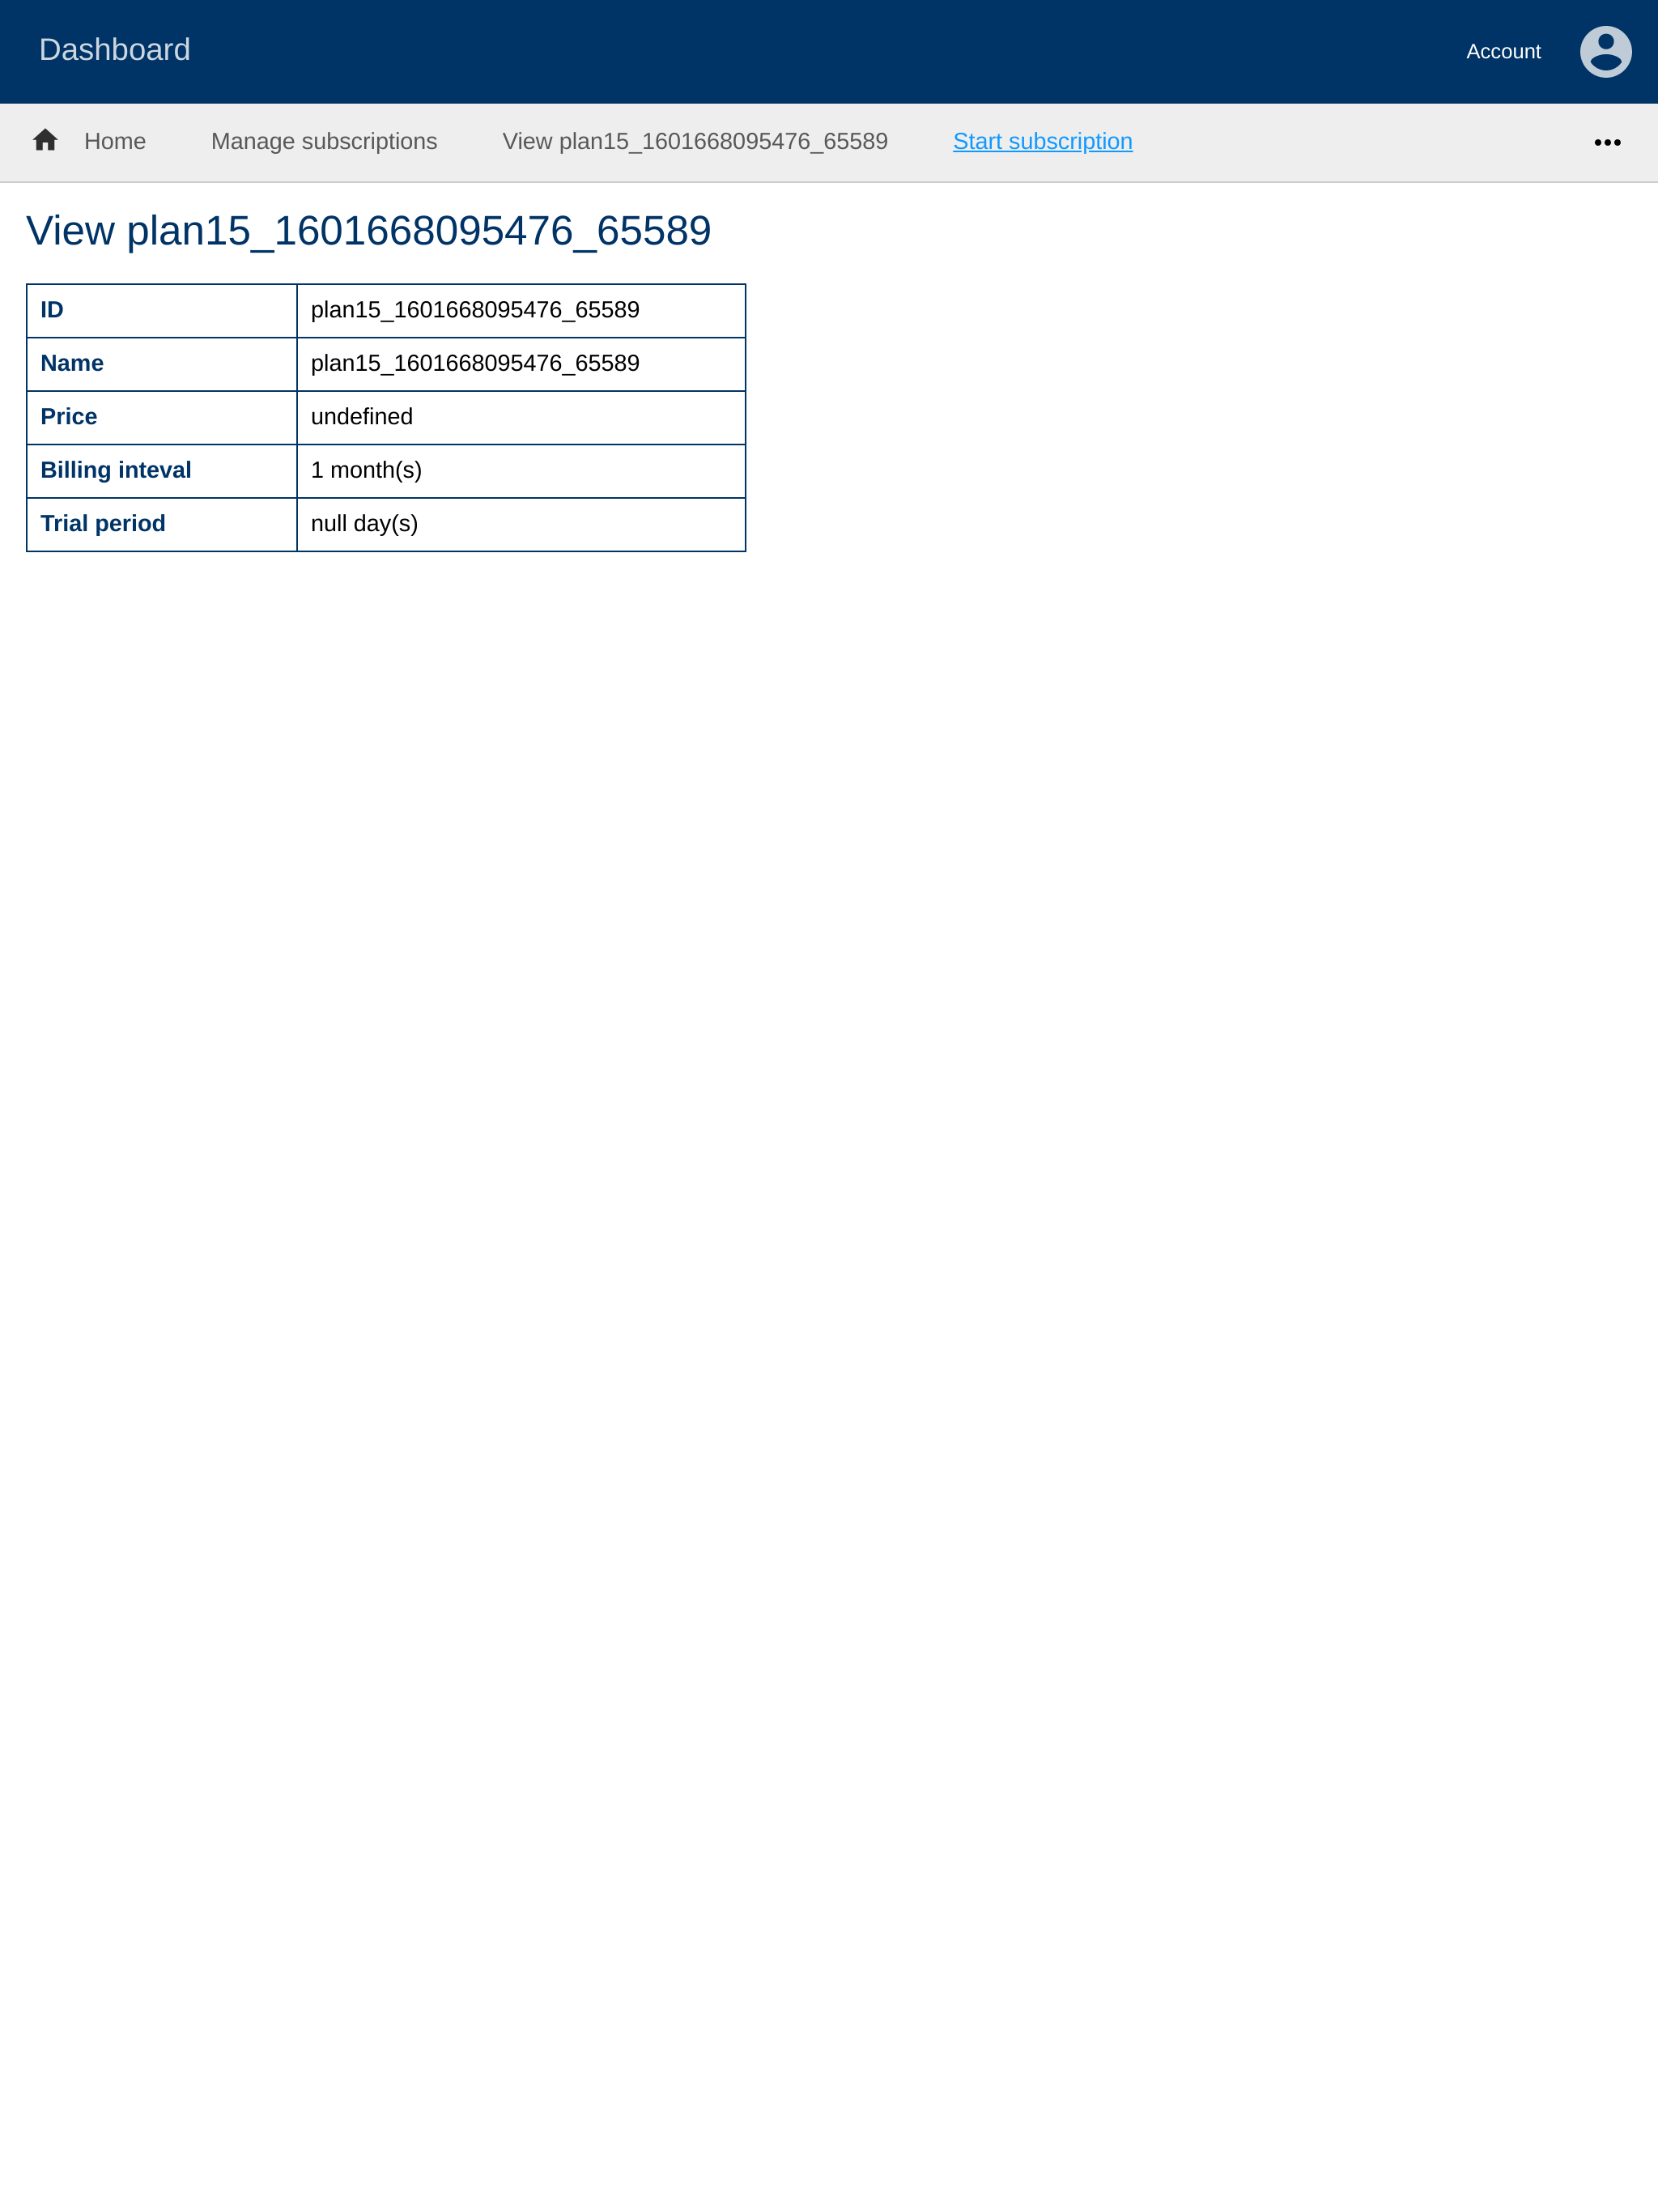 Dashboard
Account
Home Manage subscriptions View plan15_1601668095476_65589 Start subscription
View plan15_1601668095476_65589
ID plan15_1601668095476_65589
Name plan15_1601668095476_65589
Price undefined
Billing inteval 1 month(s)
Trial period null day(s)